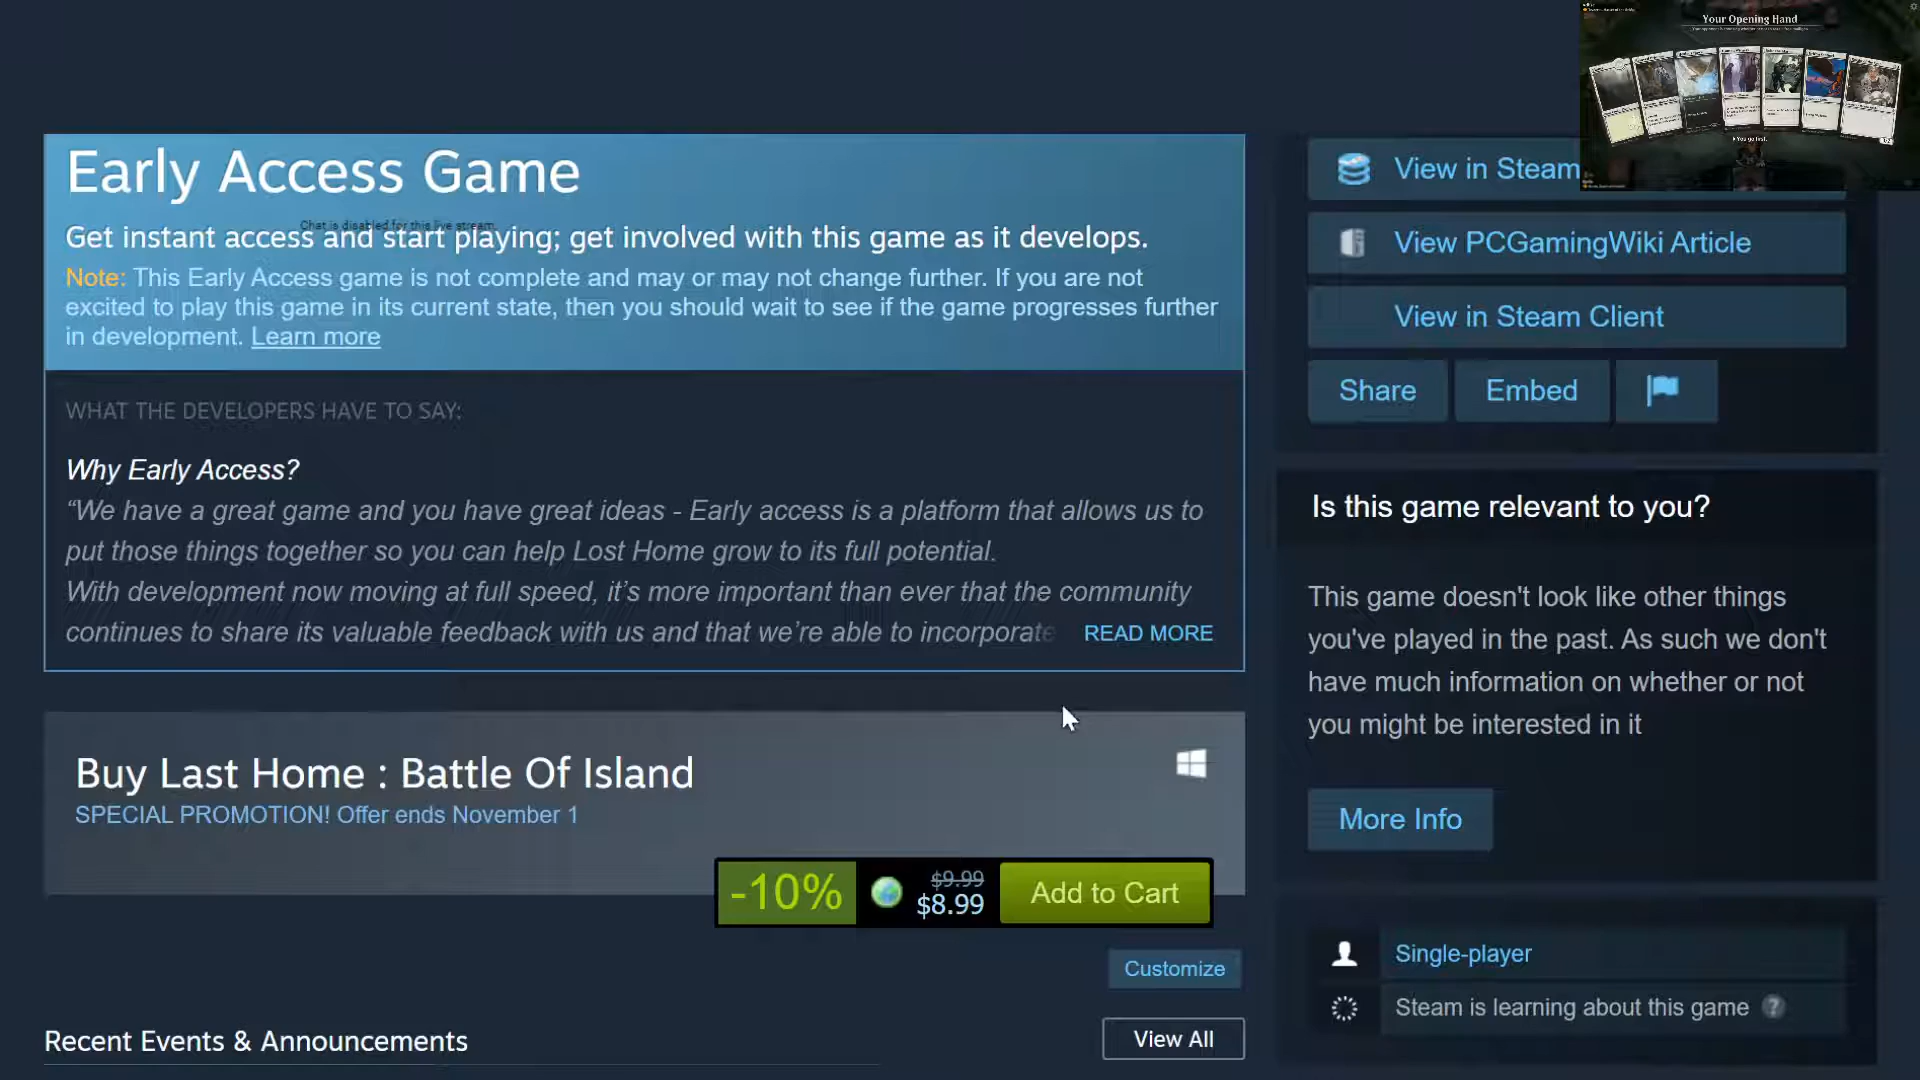 Your Opening Hand
You go first.
Early Access Game
Chat is disabled for this live stream.
Get instant access and start playing; get involved with this game as it develops.
Note: This Early Access game is not complete and may or may not change further. If you are not
excited to play this game in its current state, then you should wait to see if the game progresses further
in development. Learn more
WHAT THE DEVELOPERS HAVE TO SAY:
Why Early Access?
“We have a great game and you have great ideas - Early access is a platform that allows us to
put those things together so you can help Lost Home grow to its full potential.
With development now moving at full speed, it’s more important than ever that the community
continues to share its valuable feedback with us and that we’re able to incorporate
READ MORE
Buy Last Home : Battle Of Island
SPECIAL PROMOTION! Offer ends November 1
-10%
$9.99
$8.99
Add to Cart
Customize
Recent Events & Announcements
View All
View in Steam
View PCGamingWiki Article
View in Steam Client
Share
Embed
Is this game relevant to you?
This game doesn't look like other things
you've played in the past. As such we don't
have much information on whether or not
you might be interested in it
More Info
Single-player
Steam is learning about this game ?